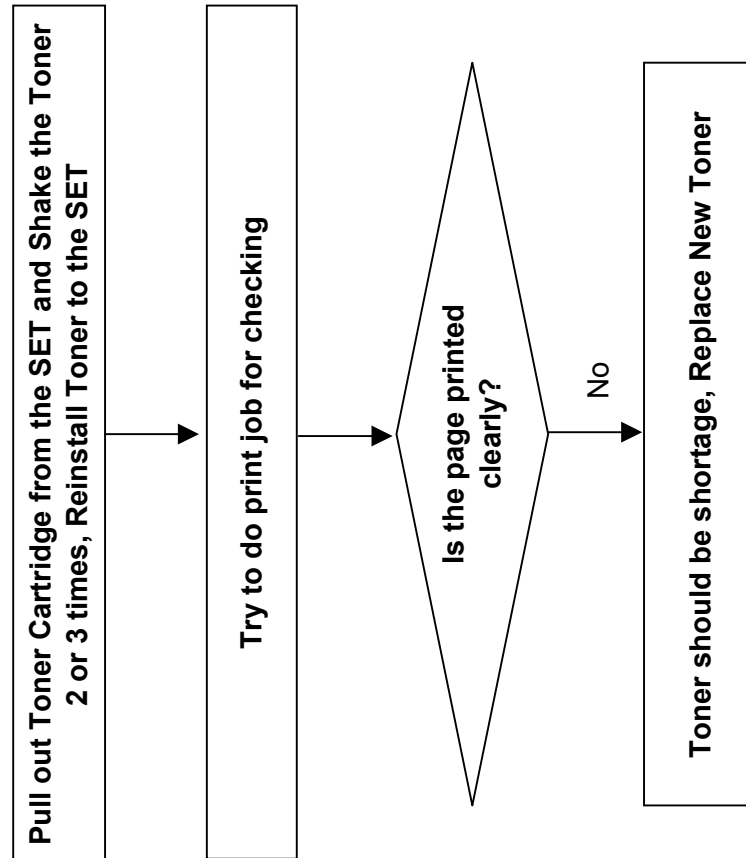 Pull out Toner Cartridge from the SET and Shake the Toner
2 or 3 times, Reinstall Toner to the SET
Try to do print job for checking
Is the page printed
clearly?
No
Toner should be shortage, Replace New Toner